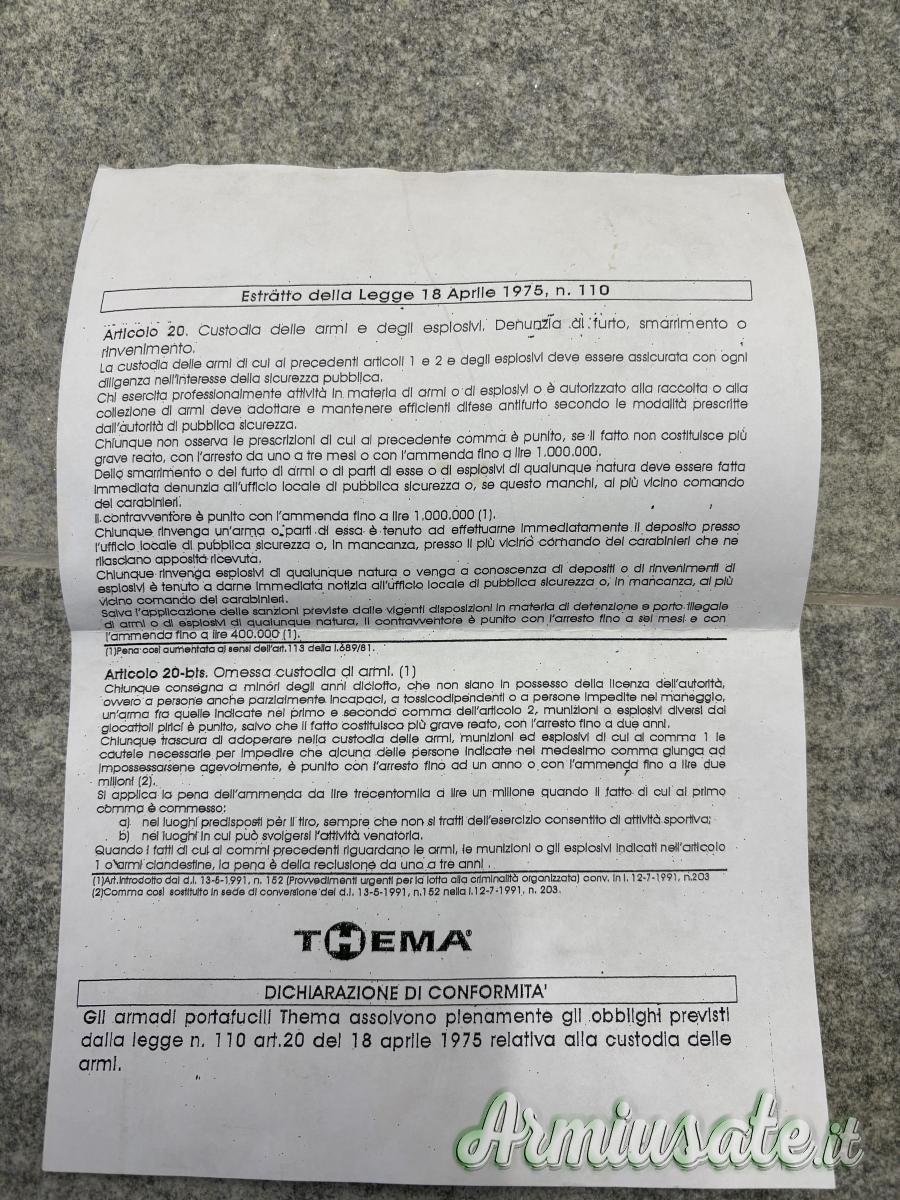 Estratto della Legge 18 Aprile 1975, n. 110
Articolo 20. Custodia delle armi e degli esplosivi. Denunzia di furto, smarrimento o
rinvenimento.
La custodia delle armi di cui ai precedenti articoli 1 e 2 e degli esplosivi deve essere assicurata con ogni
diligenza nell'interesse della sicurezza pubblica.
Chi esercita professionalmente attività in materia di armi o di esplosivi o è autorizzato alla raccolta o alla
collezione di armi deve adottare e mantenere efficienti difese antifurto secondo le modalità prescritte
dall'autorità di pubblica sicurezza.
Chiunque non osserva le prescrizioni di cui al precedente comma è punito, se il fatto non costituisce più
grave reato, con l'arresto da uno a tre mesi o con l'ammenda fino a lire 1.000.000.
Dello smarrimento o del furto di armi o di parti di esse o di esplosivi di qualunque natura deve essere fatta
immediata denunzia all'ufficio locale di pubblica sicurezza o, se questo manchi, al più vicino comando
dei carabinieri.
Il contravventore è punito con l'ammenda fino a lire 1.000.000 (1).
Chiunque rinvenga un'arma o parti di essa è tenuto ad effettuarne immediatamente il deposito presso
l'ufficio locale di pubblica sicurezza o, in mancanza, presso il più vicino comando dei carabinieri che ne
rilasciano apposita ricevuta.
Chiunque rinvenga esplosivi di qualunque natura o venga a conoscenza di depositi o di rinvenimenti di
esplosivi è tenuto a darne immediata notizia all'ufficio locale di pubblica sicurezza o, in mancanza, al più
vicino comando dei carabinieri.
Salva l'applicazione delle sanzioni previste dalle vigenti disposizioni in materia di detenzione e porto illegale
di armi o di esplosivi di qualunque natura, il contravventore è punito con l'arresto fino a sei mesi e con
l'ammenda fino a lire 400.000 (1).
(1)Pena così aumentata ai sensi dell'art.113 della l.689/81.
Articolo 20-bis. Omessa custodia di armi. (1)
Chiunque consegna a minori degli anni diciotto, che non siano in possesso della licenza dell'autorità,
ovvero a persone anche parzialmente incapaci, a tossicodipendenti o a persone impedite nel maneggio,
un'arma fra quelle indicate nel primo e secondo comma dell'articolo 2, munizioni o esplosivi diversi dai
giocattoli pirici è punito, salvo che il fatto costituisca più grave reato, con l'arresto fino a due anni.
Chiunque trascura di adoperare nella custodia delle armi, munizioni ed esplosivi di cui al comma 1 le
cautele necessarie per impedire che alcuna delle persone indicate nel medesimo comma giunga ad
impossessarsene agevolmente, è punito con l'arresto fino ad un anno o con l'ammenda fino a lire due
milioni (2).
Si applica la pena dell'ammenda da lire trecentomila a lire un milione quando il fatto di cui al primo
comma è commesso:
a) nei luoghi predisposti per il tiro, sempre che non si tratti dell'esercizio consentito di attività sportiva;
b) nei luoghi in cui può svolgersi l'attività venatoria.
Quando i fatti di cui ai commi precedenti riguardano le armi, le munizioni o gli esplosivi indicati nell'articolo
1 o armi clandestine, la pena è della reclusione da uno a tre anni .
(1)Art.introdotto dal d.l. 13-5-1991, n. 152 (Provvedimenti urgenti per la lotta alla criminalità organizzata) conv. in l. 12-7-1991, n.203
(2)Comma così sostituito in sede di conversione del d.l. 13-5-1991, n.152 nella l.12-7-1991, n. 203.
THEMA®
DICHIARAZIONE DI CONFORMITA'
Gli armadi portafucili Thema assolvono pienamente gli obblighi previsti
dalla legge n. 110 art.20 del 18 aprile 1975 relativa alla custodia delle
armi.
Armiusate.it